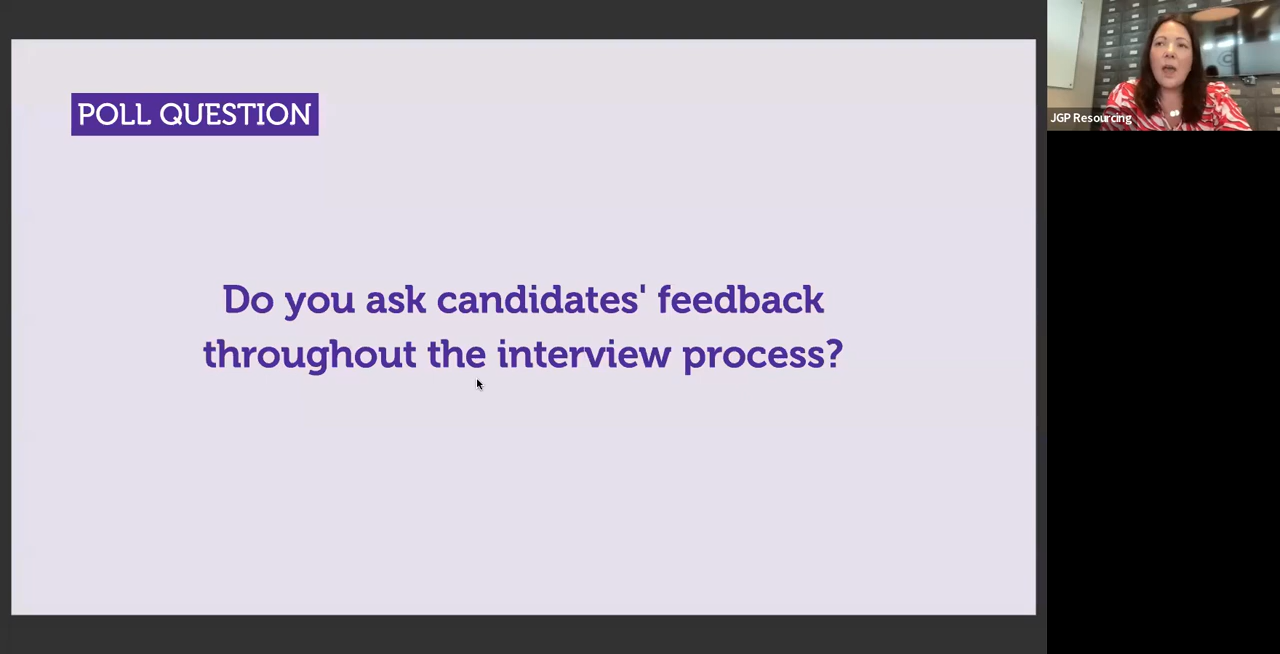 POLL QUESTION
Do you ask candidates' feedback
throughout the interview process?
JGP Resourcing